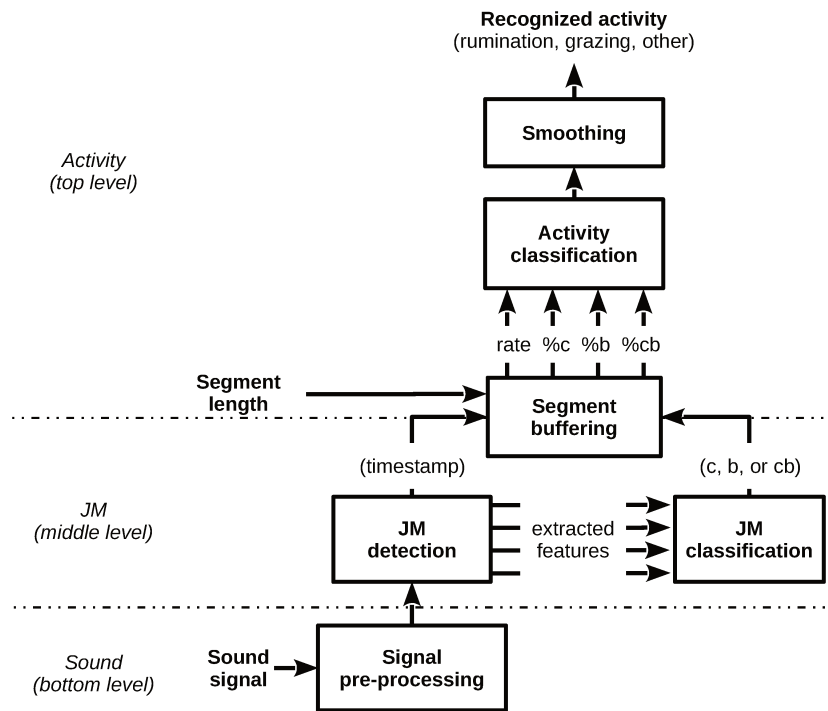 Recognized activity
(rumination, grazing, other)
Smoothing
Activity
(top level)
Activity
classification
rate %c %b %cb
Segment
length
Segment
buffering
(timestamp)
(c, b, or cb)
JM
(middle level)
JM
detection
extracted
features
JM
classification
Sound
(bottom level)
Sound
signal
Signal
pre-processing